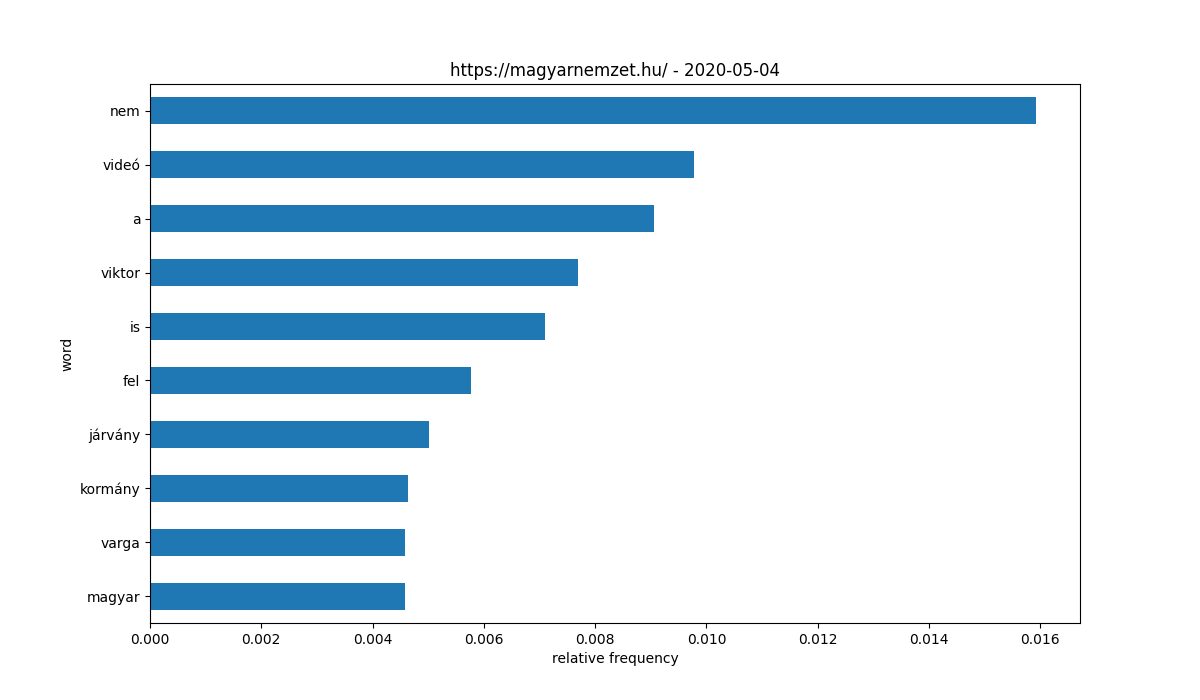 https://magyarnemzet.hu/ - 2020-05-04
nem
videó
a
viktor
is
fel
járvány
kormány
varga
magyar
word
0.000 0.002 0.004 0.006 0.008 0.010 0.012 0.014 0.016
relative frequency